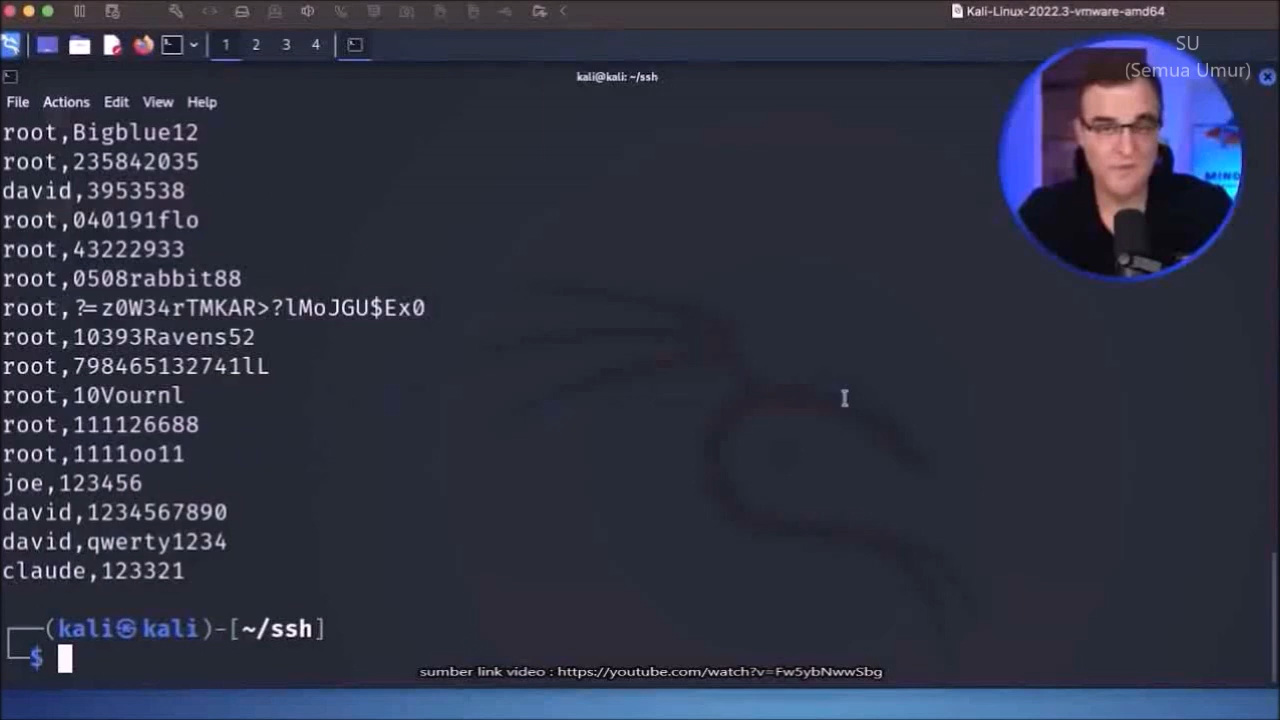 Kali-Linux-2022.3-vmware-amd64
1 2 3 4
SU
(Semua Umur)
kali@kali: ~/ssh
File Actions Edit View Help
root,Bigblue12
root,235842035
david,3953538
root,040191flo
root,43222933
root,0508rabbit88
root,?=z0W34rTMKAR>?lMoJGU$Ex0
root,10393Ravens52
root,798465132741lL
root,10Vournl
root,111126688
root,1111oo11
joe,123456
david,1234567890
david,qwerty1234
claude,123321
(kali㉿kali)-[~/ssh]
$
MIND
sumber link video : https://youtube.com/watch?v=Fw5ybNwwSbg